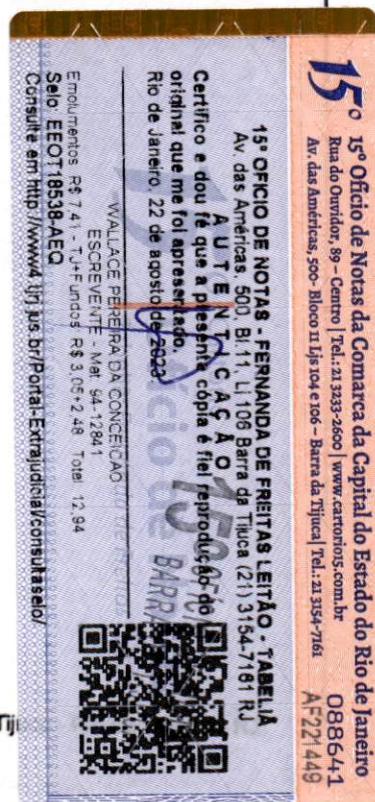 15º 15º Ofício de Notas da Comarca da Capital do Estado do Rio de Janeiro
Rua do Ouvidor, 89 – Centro | Tel.: 21 3233-2600 | www.cartorio15.com.br
Av. das Américas, 500- Bloco 11 Ljs 104 e 106 – Barra da Tijuca | Tel.: 21 3154-7161
088641
AF221449
15º OFICIO DE NOTAS - FERNANDA DE FREITAS LEITÃO - TABELIÃ
Av. das Américas, 500, Bl.11, Lj 106 Barra da Tijuca (21) 3154-7161 RJ
A U T E N T I C A Ç Ã O
Certifico e dou fé que a presente cópia é fiel reprodução do
original que me foi apresentado.
Rio de Janeiro, 22 de agosto de
WALLACE PEREIRA DA CONCEICAO
ESCREVENTE - Mat. 94-12841
Emolumentos: R$ 7.41 - TJ+Fundos: R$ 3.05+2.48 Total: 12.94
Selo: EEOT18538-AEQ
Consulte em http://www4.tjrj.jus.br/Portal-Extrajudicial/consultaselo/
Tiju